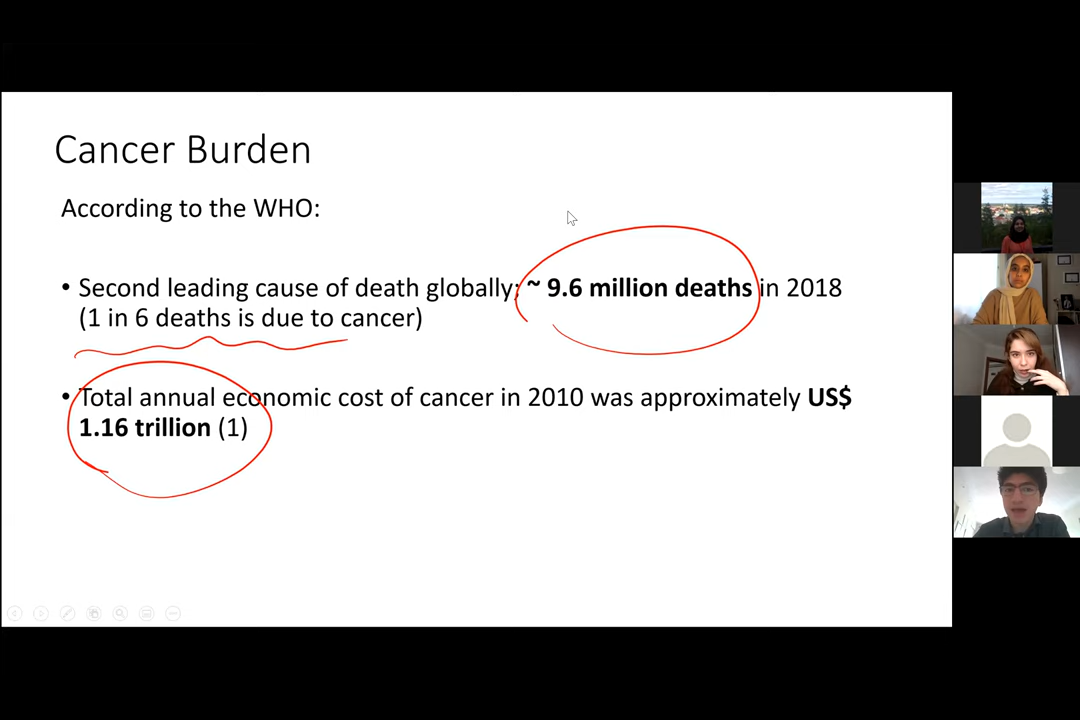 Cancer Burden
According to the WHO:
• Second leading cause of death globally; ~ 9.6 million deaths in 2018
(1 in 6 deaths is due to cancer)
• Total annual economic cost of cancer in 2010 was approximately US$
1.16 trillion (1)